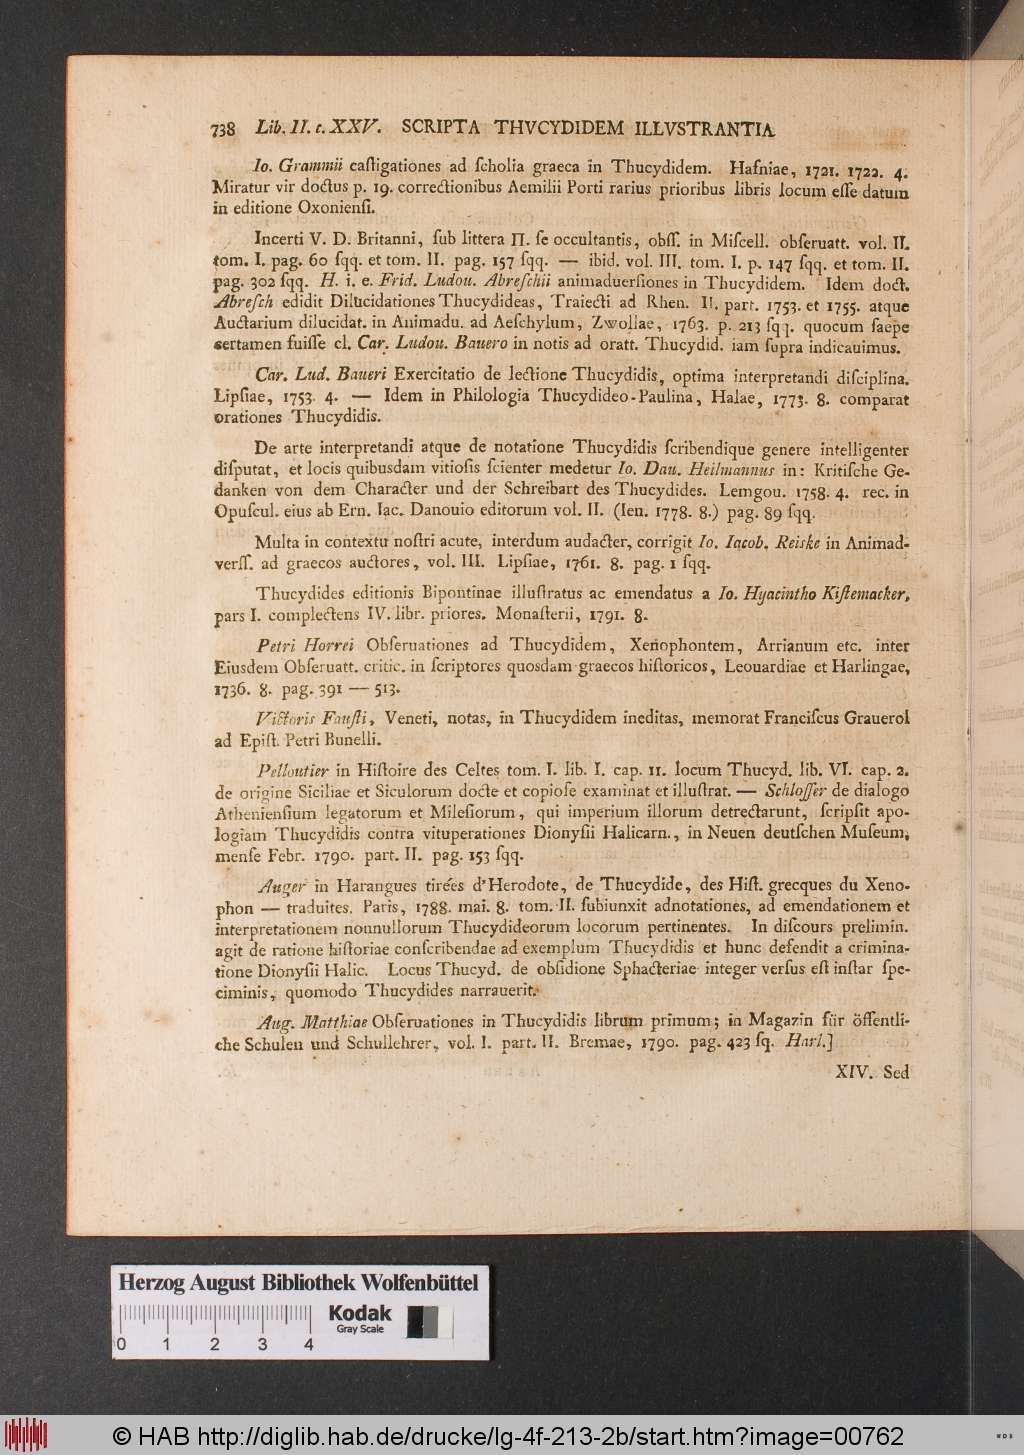 738 Lib. II. c. XXV. SCRIPTA THVCYDIDEM ILLVSTRANTIA
Io. Grammii caſtigationes ad ſcholia graeca in Thucydidem. Hafniae, 1721. 1722. 4.
Miratur vir doctus p. 19. correctionibus Aemilii Porti rarius prioribus libris locum eſſe datum
in editione Oxonienſi.
Incerti V. D. Britanni, ſub littera Π. ſe occultantis, obſſ. in Miſcell. obſeruatt. vol. II.
tom. I. pag. 60 ſqq. et tom. II. pag. 157 ſqq. — ibid. vol. III. tom. I. p. 147 ſqq. et tom. II.
pag. 302 ſqq. H. i. e. Frid. Ludou. Abreſchii animaduerſiones in Thucydidem. Idem doct.
Abreſch edidit Dilucidationes Thucydideas, Traiecti ad Rhen. II. part. 1753. et 1755. atque
Auctarium dilucidat. in Animadu. ad Aeſchylum, Zwollae, 1763. p. 213 ſqq. quocum ſaepe
certamen fuiſſe cl. Car. Ludou. Bauero in notis ad oratt. Thucydid. iam ſupra indicauimus.
Car. Lud. Baueri Exercitatio de lectione Thucydidis, optima interpretandi diſciplina.
Lipſiae, 1753. 4. — Idem in Philologia Thucydideo-Paulina, Halae, 1773. 8. comparat
orationes Thucydidis.
De arte interpretandi atque de notatione Thucydidis ſcribendique genere intelligenter
diſputat, et locis quibusdam vitioſis ſcienter medetur Io. Dau. Heilmannus in: Kritiſche Ge-
danken von dem Character und der Schreibart des Thucydides. Lemgou. 1758. 4. rec. in
Opuſcul. eius ab Ern. Iac. Danouio editorum vol. II. (Ien. 1778. 8.) pag. 89 ſqq.
Multa in contextu noſtri acute, interdum audacter, corrigit Io. Iacob. Reiske in Animad-
verſſ. ad graecos auctores, vol. III. Lipſiae, 1761. 8. pag. 1 ſqq.
Thucydides editionis Bipontinae illuſtratus ac emendatus a Io. Hyacintho Kiſtemacker,
pars I. complectens IV. libr. priores. Monaſterii, 1791. 8.
Petri Horrei Obſeruationes ad Thucydidem, Xenophontem, Arrianum etc. inter
Eiusdem Obſeruatt. critic. in ſcriptores quosdam graecos hiſtoricos, Leouardiae et Harlingae,
1736. 8. pag. 391 — 513.
Victoris Fauſti, Veneti, notas, in Thucydidem ineditas, memorat Franciſcus Grauerol
ad Epiſt. Petri Bunelli.
Pelloutier in Hiſtoire des Celtes tom. I. lib. I. cap. 11. locum Thucyd. lib. VI. cap. 2.
de origine Siciliae et Siculorum docte et copioſe examinat et illuſtrat. — Schloſſer de dialogo
Athenienſium legatorum et Mileſiorum, qui imperium illorum detrectarunt, ſcripſit apo-
logiam Thucydidis contra vituperationes Dionyſii Halicarn., in Neuen deutſchen Muſeum,
menſe Febr. 1790. part. II. pag. 153 ſqq.
Auger in Harangues tirées d'Herodote, de Thucydide, des Hiſt. grecques du Xeno-
phon — traduites. Paris, 1788. mai. 8. tom. II. ſubiunxit adnotationes, ad emendationem et
interpretationem nonnullorum Thucydideorum locorum pertinentes. In diſcours prelimin.
agit de ratione hiſtoriae conſcribendae ad exemplum Thucydidis et hunc defendit a crimina-
tione Dionyſii Halic. Locus Thucyd. de obſidione Sphacteriae integer verſus eſt inſtar ſpe-
ciminis, quomodo Thucydides narrauerit.
Aug. Matthiae Obſeruationes in Thucydidis librum primum; in Magazin für öffentli-
che Schulen und Schullehrer, vol. I. part. II. Bremae, 1790. pag. 423 ſq. Harl.]
XIV. Sed
Herzog August Bibliothek Wolfenbüttel
Kodak
Gray Scale
0 1 2 3 4
© HAB http://diglib.hab.de/drucke/lg-4f-213-2b/start.htm?image=00762